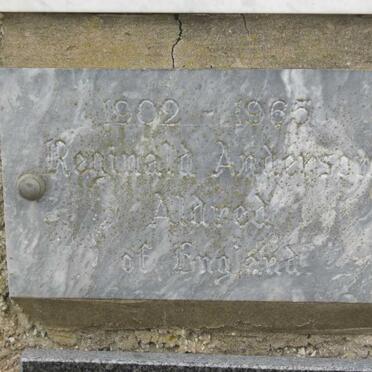 1902 - 1965
Reginald Anderson
Aldred
of England